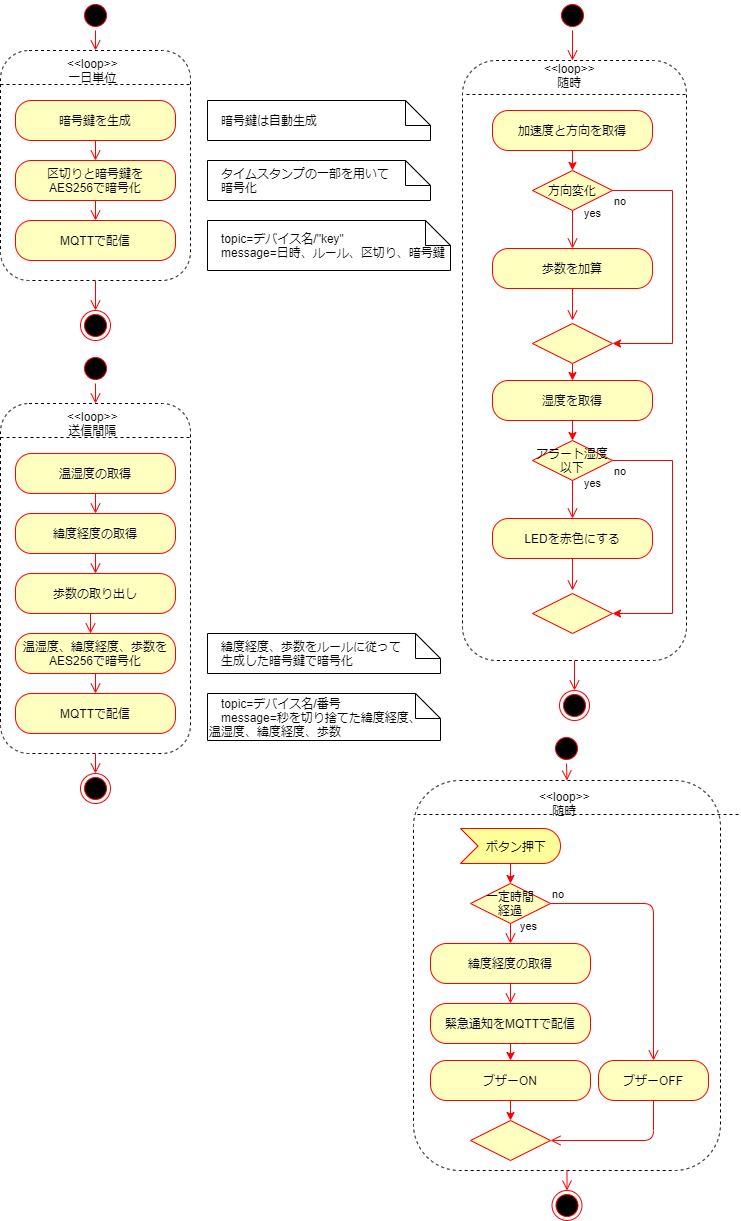 <<loop>>
一日単位
暗号鍵を生成
暗号鍵は自動生成
区切りと暗号鍵を
AES256で暗号化
タイムスタンプの一部を用いて
暗号化
MQTTで配信
topic=デバイス名/"key"
message=日時、ルール、区切り、暗号鍵
<<loop>>
送信間隔
温湿度の取得
緯度経度の取得
歩数の取り出し
温湿度、緯度経度、歩数を
AES256で暗号化
緯度経度、歩数をルールに従って
生成した暗号鍵で暗号化
MQTTで配信
topic=デバイス名/番号
message=秒を切り捨てた緯度経度、
温湿度、緯度経度、歩数
<<loop>>
随時
加速度と方向を取得
方向変化
no
yes
歩数を加算
湿度を取得
アラート湿度
以下
no
yes
LEDを赤色にする
<<loop>>
随時
ボタン押下
一定時間
経過
no
yes
緯度経度の取得
緊急通知をMQTTで配信
ブザーON
ブザーOFF